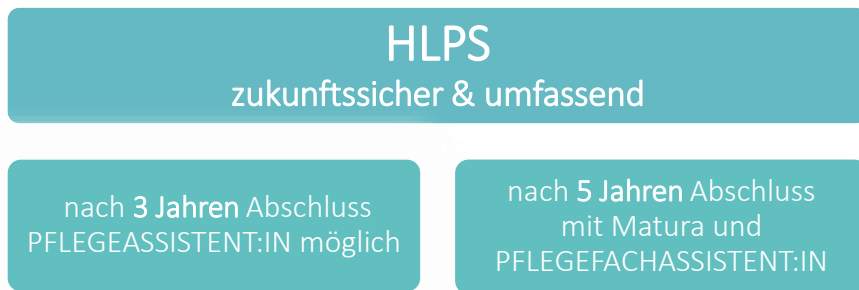 HLPS
zukunftssicher & umfassend
nach 3 Jahren Abschluss
PFLEGEASSISTENT:IN möglich
nach 5 Jahren Abschluss
mit Matura und
PFLEGEFACHASSISTENT:IN